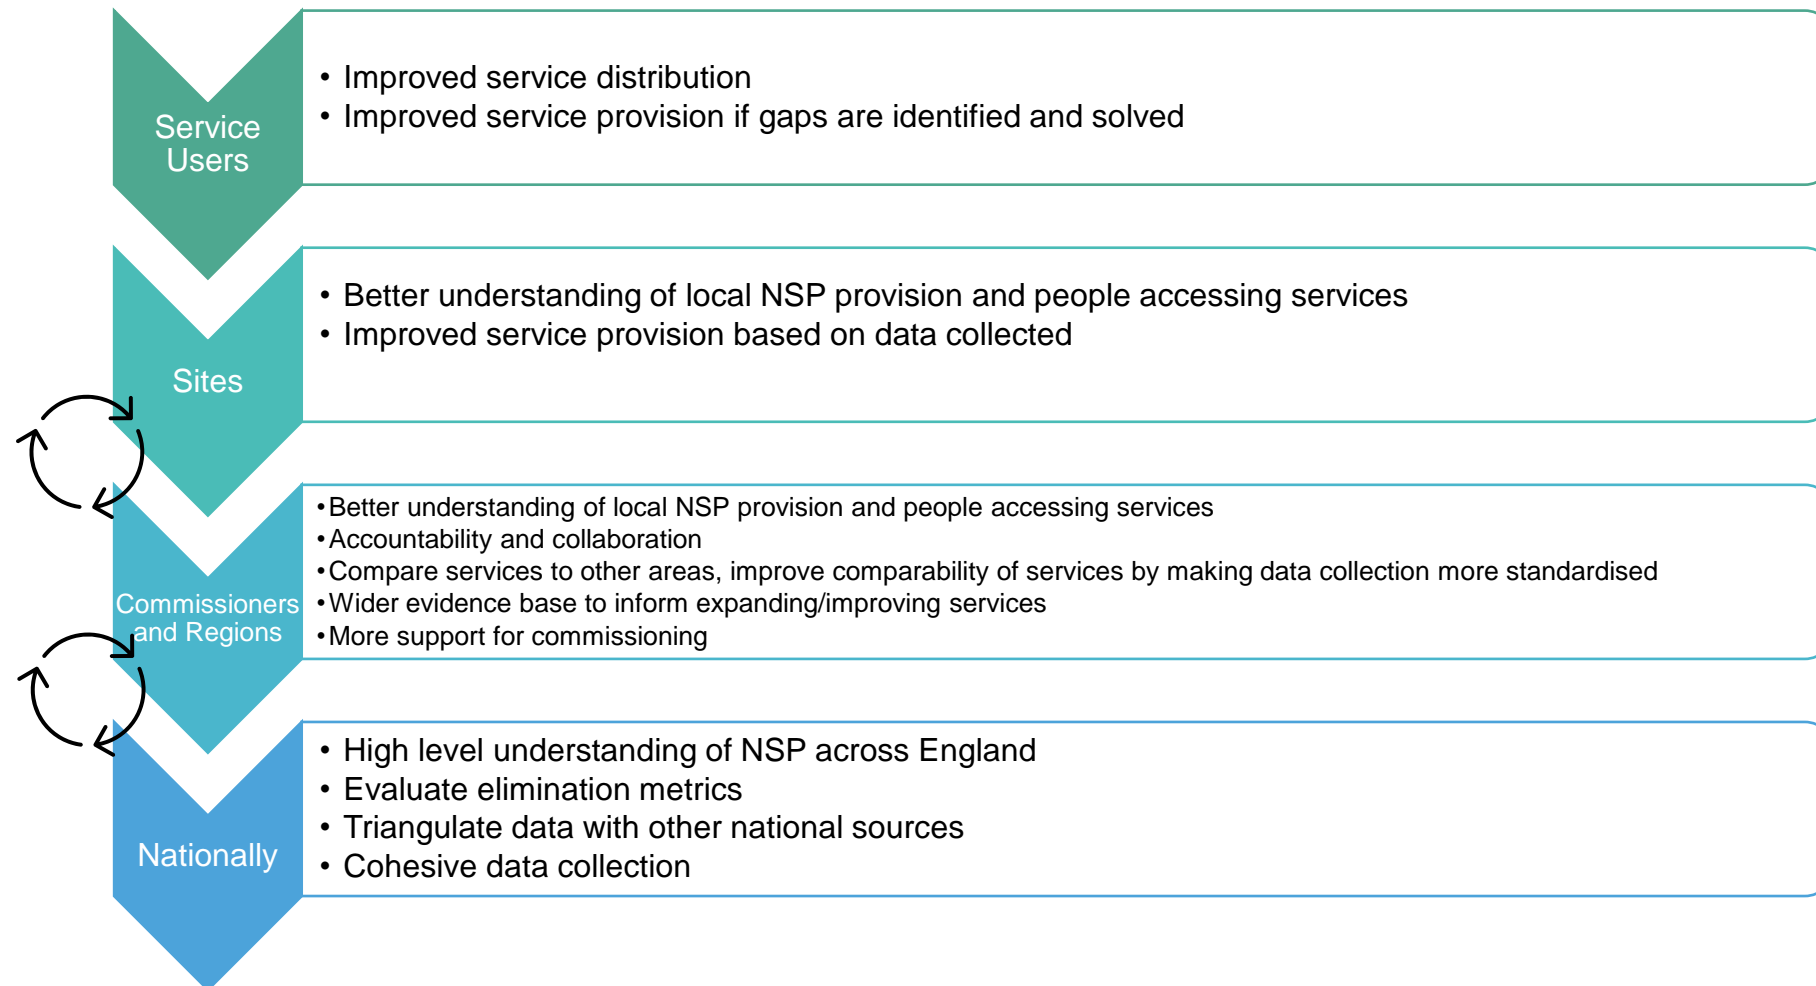 Service
Users
• Improved service distribution
• Improved service provision if gaps are identified and solved
Sites
• Better understanding of local NSP provision and people accessing services
• Improved service provision based on data collected
Commissioners
and Regions
• Better understanding of local NSP provision and people accessing services
• Accountability and collaboration
• Compare services to other areas, improve comparability of services by making data collection more standardised
• Wider evidence base to inform expanding/improving services
• More support for commissioning
Nationally
• High level understanding of NSP across England
• Evaluate elimination metrics
• Triangulate data with other national sources
• Cohesive data collection